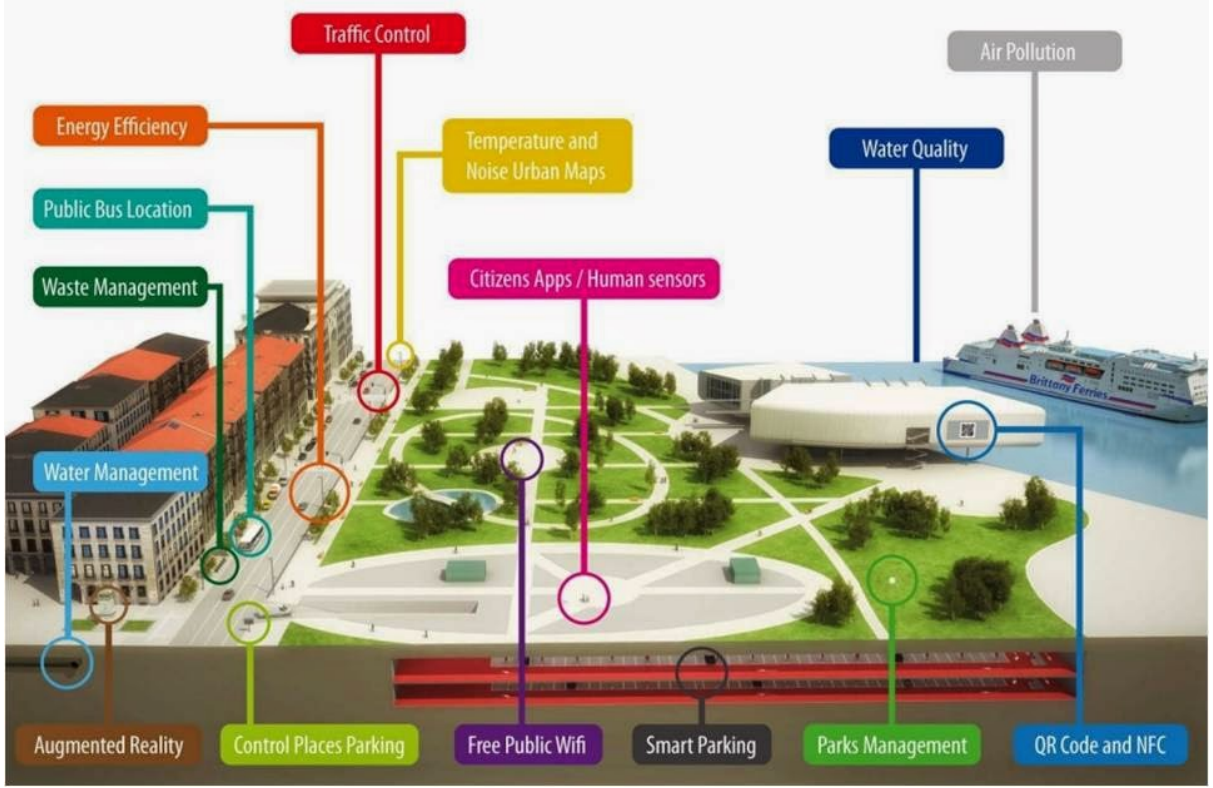 Traffic Control
Air Pollution
Energy Efficiency
Temperature and
Noise Urban Maps
Water Quality
Public Bus Location
Citizens Apps / Human sensors
Waste Management
Brittany Ferries
Water Management
Augmented Reality
Control Places Parking
Free Public Wifi
Smart Parking
Parks Management
QR Code and NFC